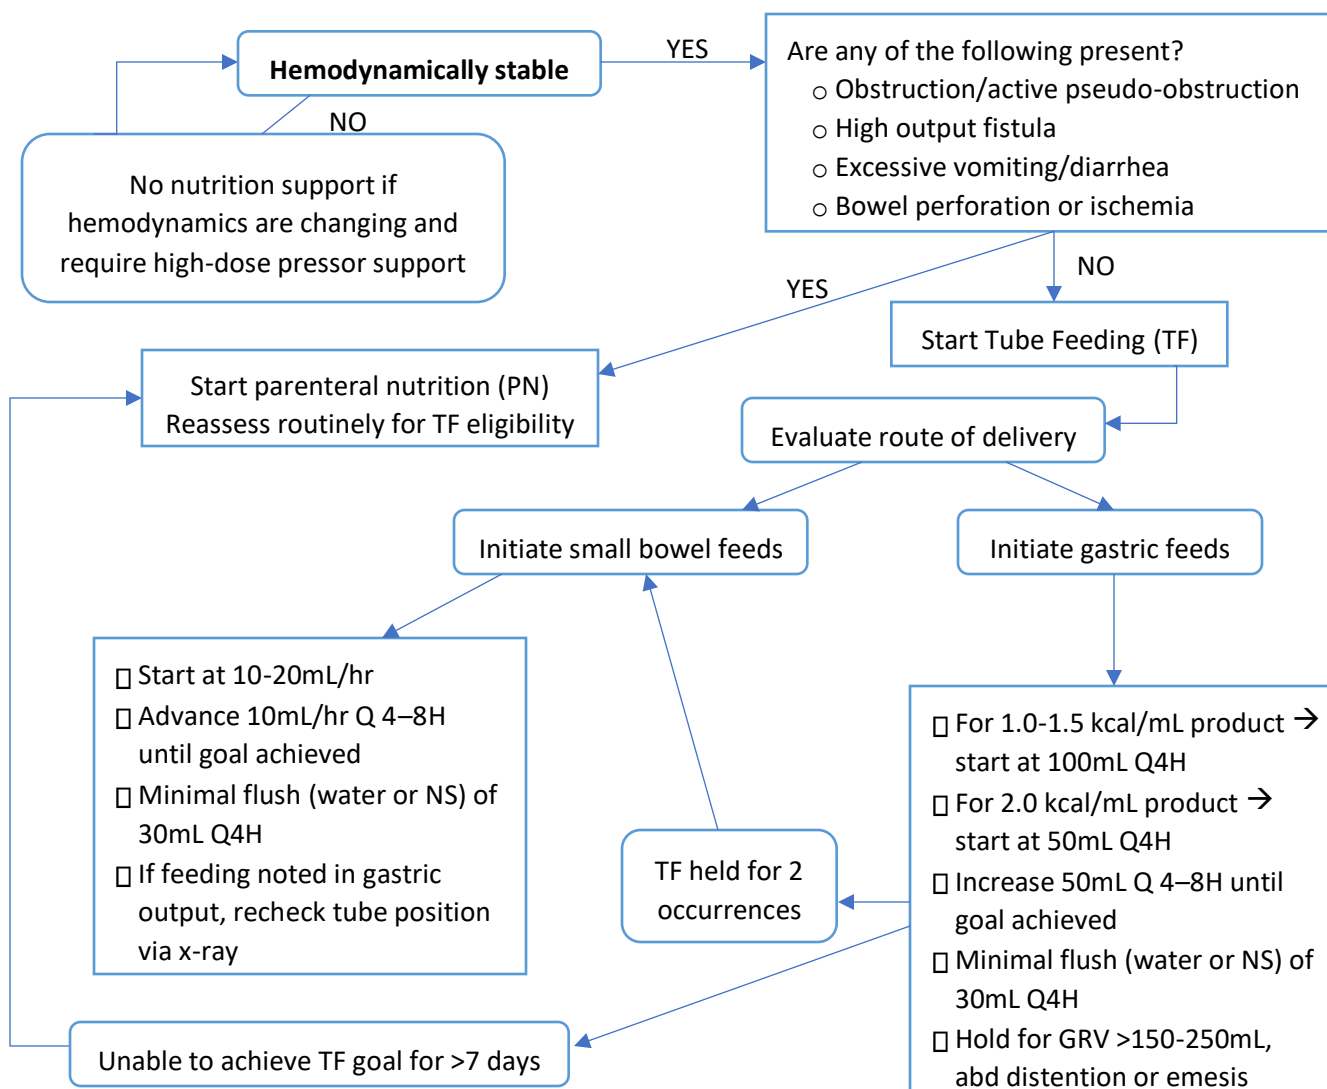 Hemodynamically stable
YES
NO
No nutrition support if
hemodynamics are changing and
require high-dose pressor support
Are any of the following present?
○ Obstruction/active pseudo-obstruction
○ High output fistula
○ Excessive vomiting/diarrhea
○ Bowel perforation or ischemia
YES
NO
Start Tube Feeding (TF)
Start parenteral nutrition (PN)
Reassess routinely for TF eligibility
Evaluate route of delivery
Initiate small bowel feeds
Initiate gastric feeds
▯ Start at 10-20mL/hr
▯ Advance 10mL/hr Q 4–8H
until goal achieved
▯ Minimal flush (water or NS) of
30mL Q4H
▯ If feeding noted in gastric
output, recheck tube position
via x-ray
TF held for 2
occurrences
▯ For 1.0-1.5 kcal/mL product →
start at 100mL Q4H
▯ For 2.0 kcal/mL product →
start at 50mL Q4H
▯ Increase 50mL Q 4–8H until
goal achieved
▯ Minimal flush (water or NS) of
30mL Q4H
▯ Hold for GRV >150-250mL,
abd distention or emesis
Unable to achieve TF goal for >7 days